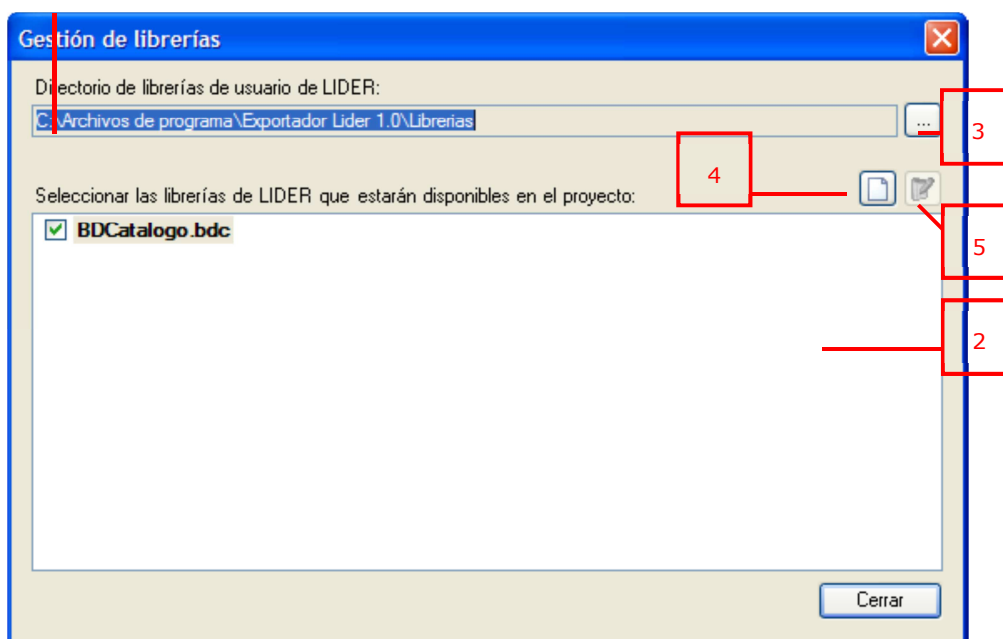 Gestión de librerías
Directorio de librerías de usuario de LIDER:
C:\Archivos de programa\Exportador Lider 1.0\Librerias
...
3
4
Seleccionar las librerías de LIDER que estarán disponibles en el proyecto:
BDCatalogo.bdc
5
2
Cerrar